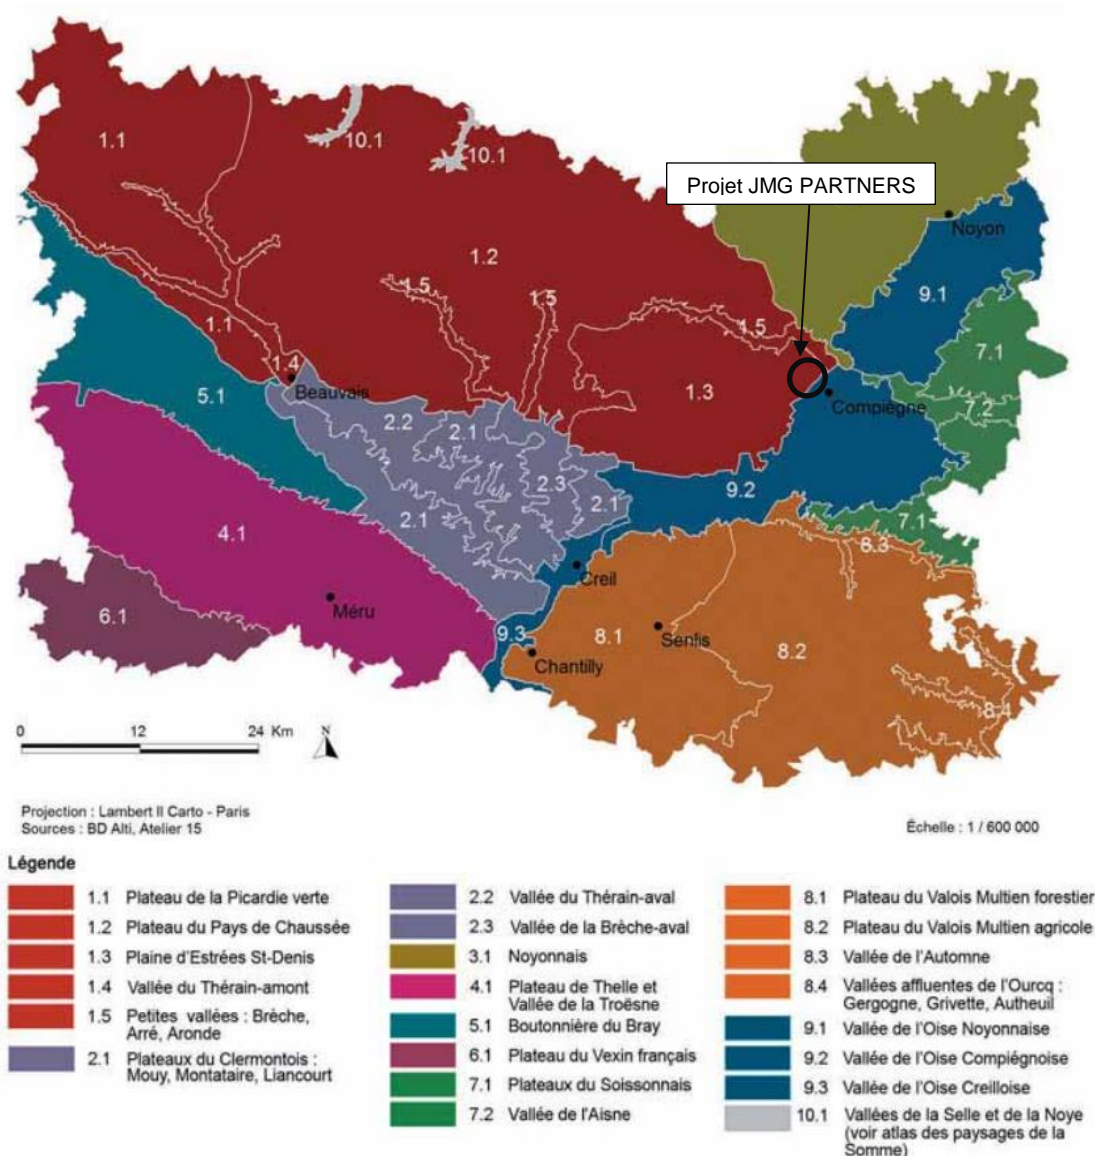 1.1
10.1
10.1
Projet JMG PARTNERS
Noyon
1.2
9.1
1.5
1.5
1.5
1.1
7.1
1.4
Beauvais
1.3
Compiègne
5.1
7.2
2.2
2.1
2.3
2.1
9.2
2.1
7.1
4.1
8.3
Creil
Méru
6.1
9.3
8.1
Senlis
8.2
Chantilly
8.4
0 12 24 Km
N
Projection : Lambert II Carto - Paris
Sources : BD Alti, Atelier 15
Échelle : 1 / 600 000
Légende
1.1 Plateau de la Picardie verte
1.2 Plateau du Pays de Chaussée
1.3 Plaine d'Estrées St-Denis
1.4 Vallée du Thérain-amont
1.5 Petites vallées : Brèche,
Arré, Aronde
2.1 Plateaux du Clermontois :
Mouy, Montataire, Liancourt
2.2 Vallée du Thérain-aval
2.3 Vallée de la Brèche-aval
3.1 Noyonnais
4.1 Plateau de Thelle et
Vallée de la Troësne
5.1 Boutonnière du Bray
6.1 Plateau du Vexin français
7.1 Plateaux du Soissonnais
7.2 Vallée de l'Aisne
8.1 Plateau du Valois Multien forestier
8.2 Plateau du Valois Multien agricole
8.3 Vallée de l'Automne
8.4 Vallées affluentes de l'Ourcq :
Gergogne, Grivette, Autheuil
9.1 Vallée de l'Oise Noyonnaise
9.2 Vallée de l'Oise Compiégnoise
9.3 Vallée de l'Oise Creilloise
10.1 Vallées de la Selle et de la Noye
(voir atlas des paysages de la
Somme)